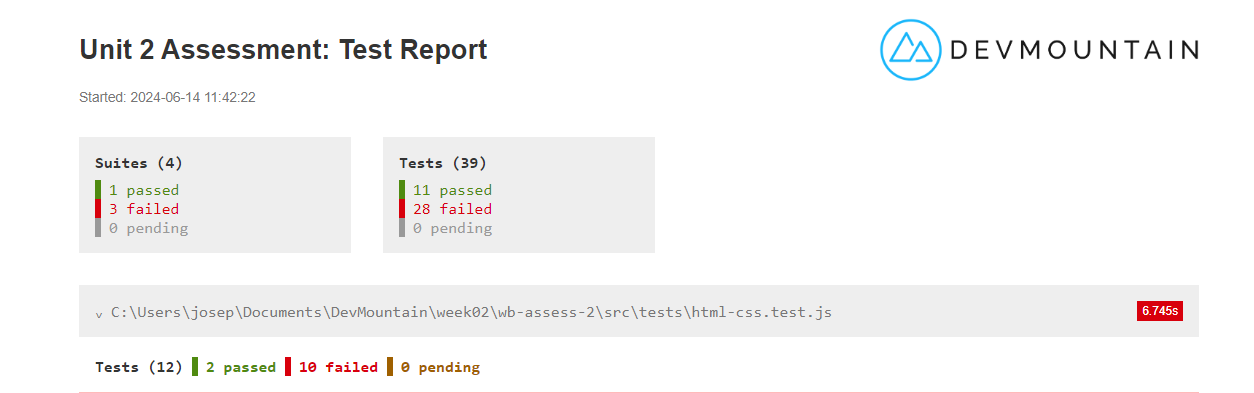 Unit 2 Assessment: Test Report
DEVMOUNTAIN
Started: 2024-06-14 11:42:22
Suites (4)
1 passed
3 failed
0 pending
Tests (39)
11 passed
28 failed
0 pending
C:\Users\josep\Documents\DevMountain\week02\wb-assess-2\src\tests\html-css.test.js
6.745s
Tests (12) 2 passed 10 failed 0 pending